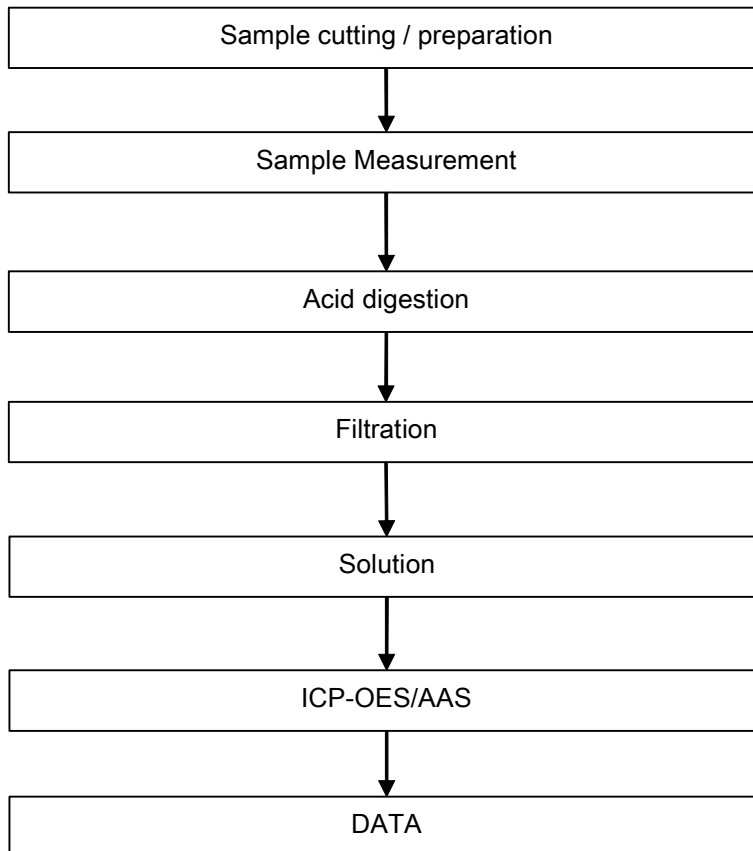 Sample cutting / preparation
Sample Measurement
Acid digestion
Filtration
Solution
ICP-OES/AAS
DATA